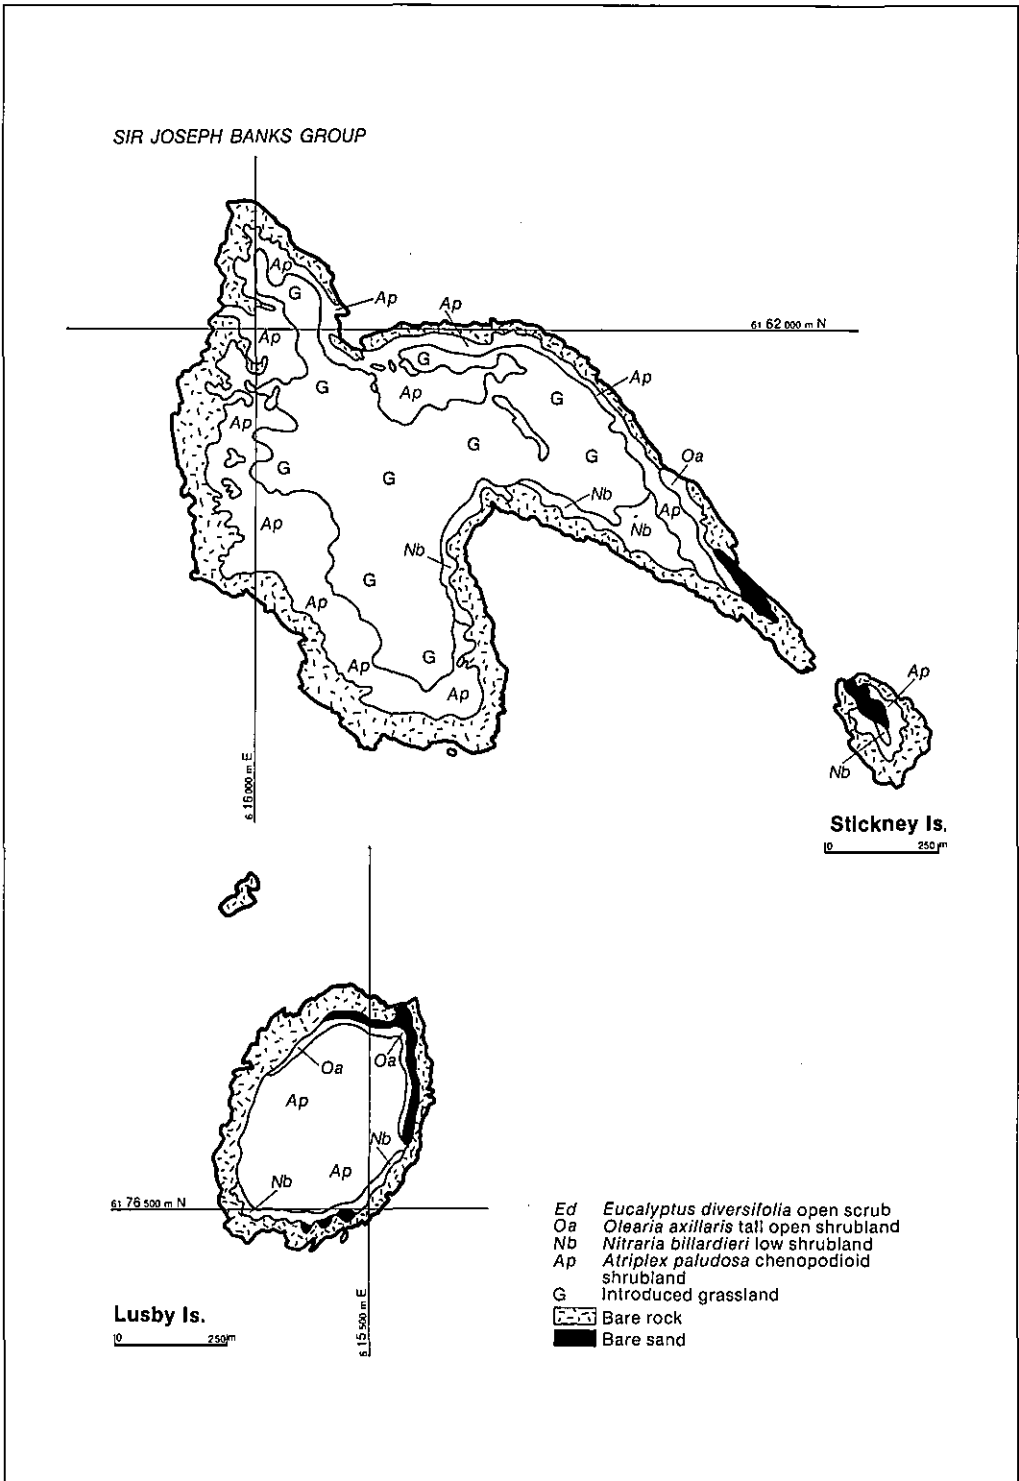 SIR JOSEPH BANKS GROUP
Ap
G
Ap
Ap
61 62 000 m N
Ap
G
Ap
G
Ap
G
Ap
G
G
Oa
G
G
Nb
Ap
Nb
Ap
Nb
G
Ap
G
Ap
Ap
Ap
Nb
6 16 000 m E
Stickney Is.
0 250 m
Oa
Oa
Ap
Nb
Ap
Nb
61 76 500 m N
6 15 500 m E
Lusby Is.
0 250 m
Ed Eucalyptus diversifolia open scrub
Oa Olearia axillaris tall open shrubland
Nb Nitraria billardieri low shrubland
Ap Atriplex paludosa chenopodioid
shrubland
G Introduced grassland
Bare rock
Bare sand